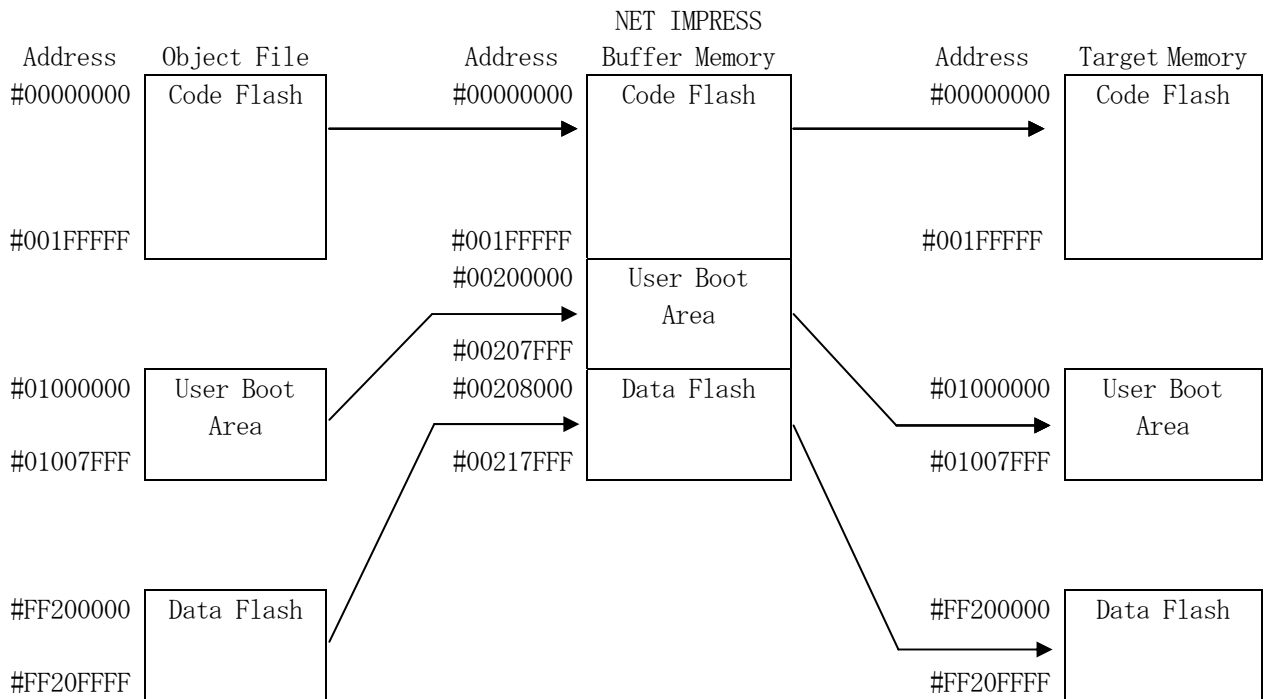 NET IMPRESS
Address Object File Address Buffer Memory Address Target Memory
#00000000 Code Flash #00000000 Code Flash #00000000 Code Flash
#001FFFFF #001FFFFF #001FFFFF
#00200000 User Boot
Area
#00207FFF
#01000000 User Boot #00208000 Data Flash #01000000 User Boot
Area Area
#01007FFF #00217FFF #01007FFF
#FF200000 Data Flash #FF200000 Data Flash
#FF20FFFF #FF20FFFF